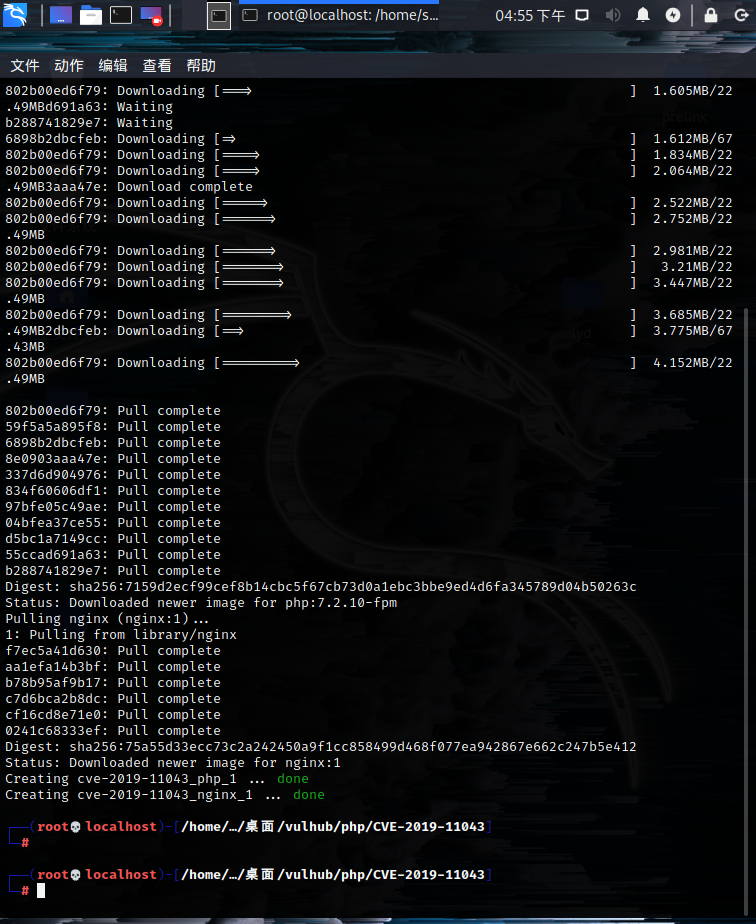 root@localhost: /home/s...
04:55 下午
文件 动作 编辑 查看 帮助
802b00ed6f79: Downloading [==> ] 1.605MB/22
.49MBd691a63: Waiting
b288741829e7: Waiting
6898b2dbcfeb: Downloading [=> ] 1.612MB/67
802b00ed6f79: Downloading [===> ] 1.834MB/22
802b00ed6f79: Downloading [===> ] 2.064MB/22
.49MB3aaa47e: Download complete
802b00ed6f79: Downloading [====> ] 2.522MB/22
802b00ed6f79: Downloading [=====> ] 2.752MB/22
.49MB
802b00ed6f79: Downloading [=====> ] 2.981MB/22
802b00ed6f79: Downloading [======> ] 3.21MB/22
802b00ed6f79: Downloading [======> ] 3.447MB/22
.49MB
802b00ed6f79: Downloading [=======> ] 3.685MB/22
.49MB2dbcfeb: Downloading [==> ] 3.775MB/67
.43MB
802b00ed6f79: Downloading [========> ] 4.152MB/22
.49MB
802b00ed6f79: Pull complete
59f5a5a895f8: Pull complete
6898b2dbcfeb: Pull complete
8e0903aaa47e: Pull complete
337d6d904976: Pull complete
834f60606df1: Pull complete
97bfe05c49ae: Pull complete
04bfea37ce55: Pull complete
d5bc1a7149cc: Pull complete
55ccad691a63: Pull complete
b288741829e7: Pull complete
Digest: sha256:7159d2ecf99cef8b14cbc5f67cb73d0a1ebc3bbe9ed4d6fa345789d04b50263c
Status: Downloaded newer image for php:7.2.10-fpm
Pulling nginx (nginx:1)...
1: Pulling from library/nginx
f7ec5a41d630: Pull complete
aa1efa14b3bf: Pull complete
b78b95af9b17: Pull complete
c7d6bca2b8dc: Pull complete
cf16cd8e71e0: Pull complete
0241c68333ef: Pull complete
Digest: sha256:75a55d33ecc73c2a242450a9f1cc858499d468f077ea942867e662c247b5e412
Status: Downloaded newer image for nginx:1
Creating cve-2019-11043_php_1 ... done
Creating cve-2019-11043_nginx_1 ... done
(root💀localhost)-[/home/…/桌面/vulhub/php/CVE-2019-11043]
#
(root💀localhost)-[/home/…/桌面/vulhub/php/CVE-2019-11043]
#